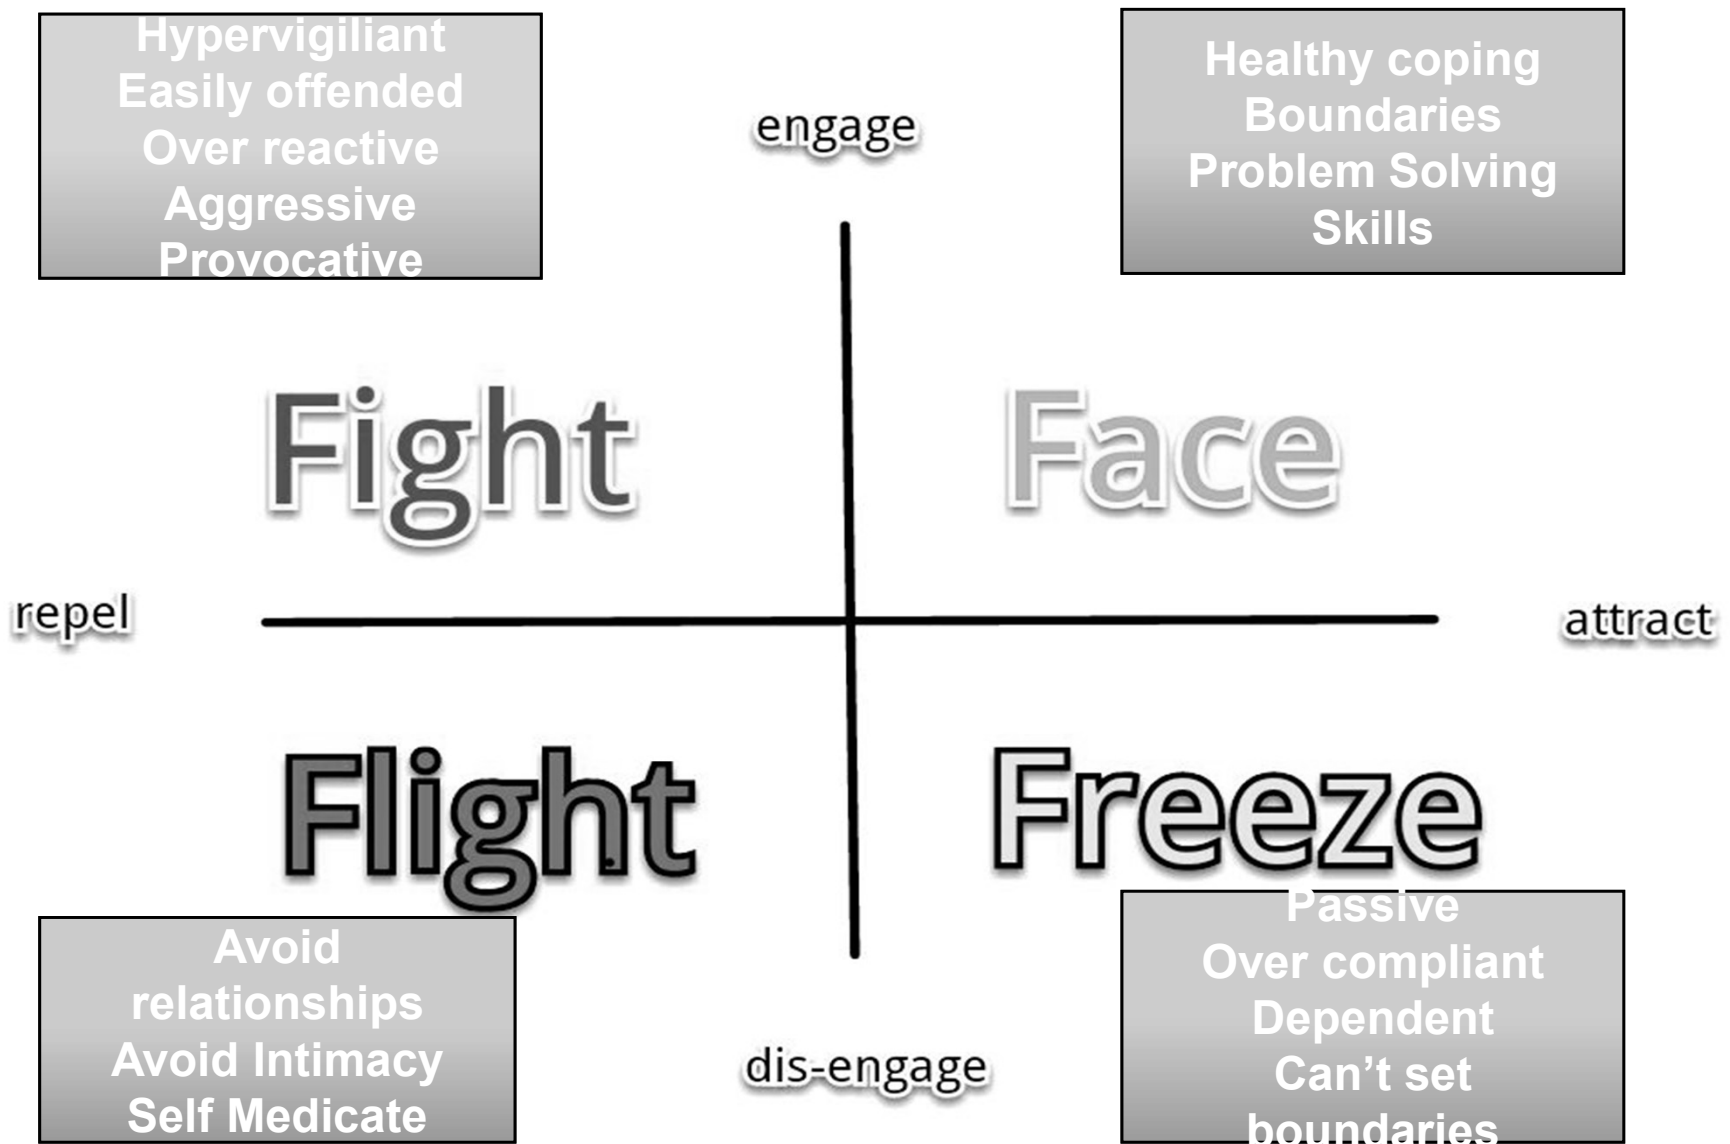 Hypervigiliant
Easily offended
Over reactive
Aggressive
Provocative
engage
Healthy coping
Boundaries
Problem Solving
Skills
Fight
Face
repel
attract
Flight
Freeze
Avoid
relationships
Avoid Intimacy
Self Medicate
dis-engage
Passive
Over compliant
Dependent
Can’t set
boundaries